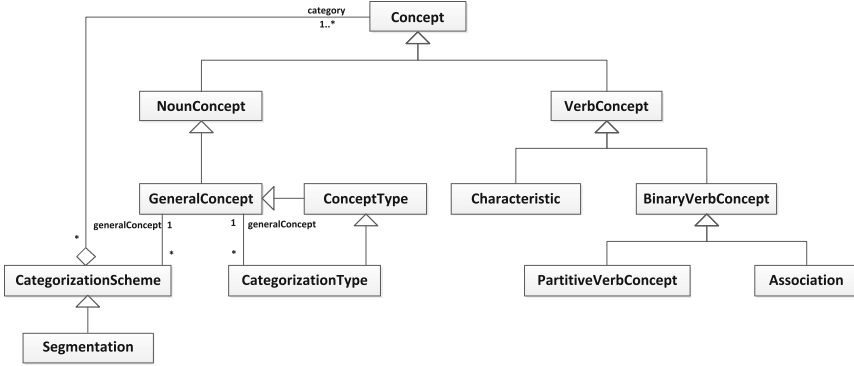 category
Concept
1..*
NounConcept
VerbConcept
GeneralConcept
ConceptType
Characteristic
BinaryVerbConcept
generalConcept 1
1 generalConcept
*
*
*
CategorizationScheme
CategorizationType
PartitiveVerbConcept
Association
Segmentation